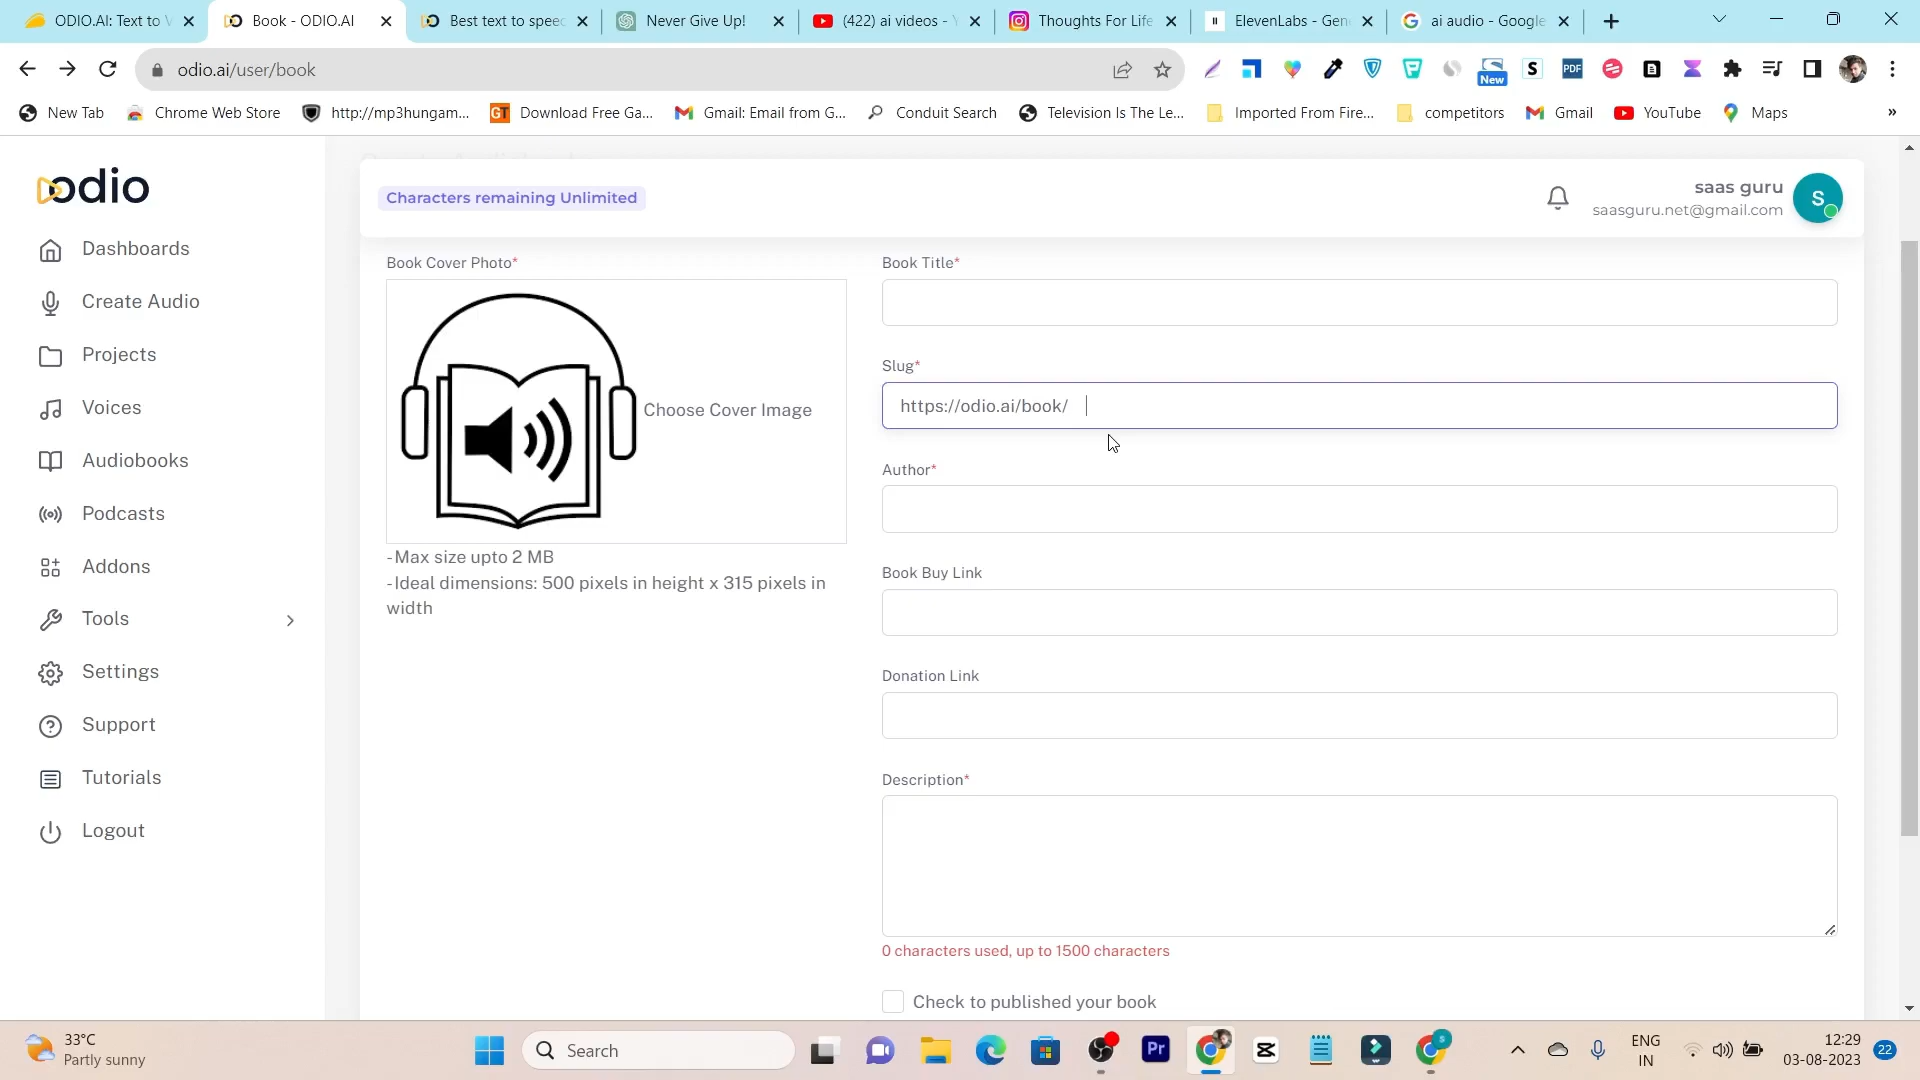 ODIO.AI: Text to V
Book - ODIO.AI
Best text to speec
Never Give Up!
(422) ai videos - Y
Thoughts For Life
ElevenLabs - Gene
ai audio - Google
odio.ai/user/book
New
PDF
New Tab
Chrome Web Store
http://mp3hungam...
GT
Download Free Ga...
Gmail: Email from G...
Conduit Search
Television Is The Le...
Imported From Fire...
competitors
Gmail
YouTube
Maps
»
odio
Characters remaining Unlimited
saas guru
saasguru.net@gmail.com
S
Dashboards
Create Audio
Projects
Voices
Audiobooks
Podcasts
Addons
Tools
Settings
Support
Tutorials
Logout
Book Cover Photo*
Choose Cover Image
-Max size upto 2 MB
-Ideal dimensions: 500 pixels in height x 315 pixels in
width
Book Title*
Slug*
https://odio.ai/book/
Author*
Book Buy Link
Donation Link
Description*
0 characters used, up to 1500 characters
Check to published your book
33°C
Partly sunny
Search
Pr
ENG
IN
12:29
03-08-2023
22